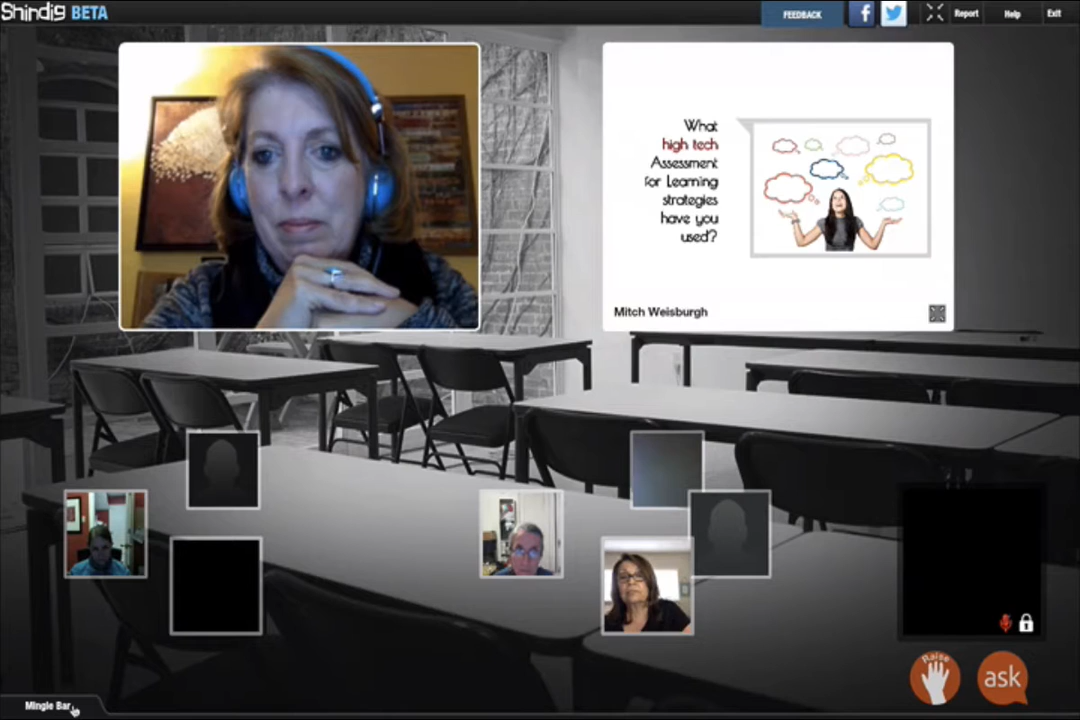 Shindig BETA
FEEDBACK
f
Report
Help
Exit
What
high tech
Assessment
for Learning
strategies
have you
used?
Mitch Weisburgh
Raise
ask
Mingle Bar